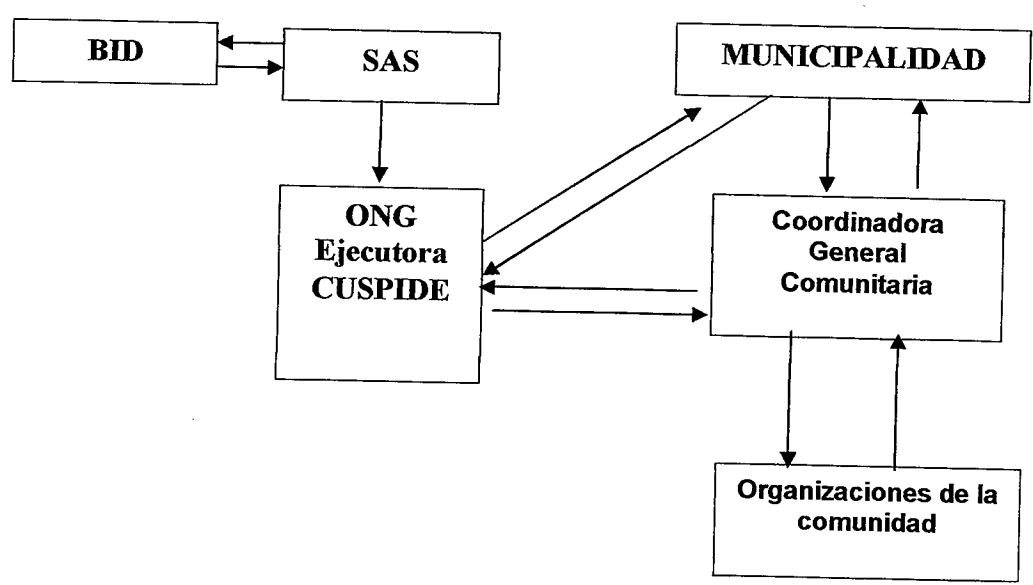 BID
SAS
MUNICIPALIDAD
ONG
Ejecutora
CUSPIDE
Coordinadora
General
Comunitaria
Organizaciones de la
comunidad